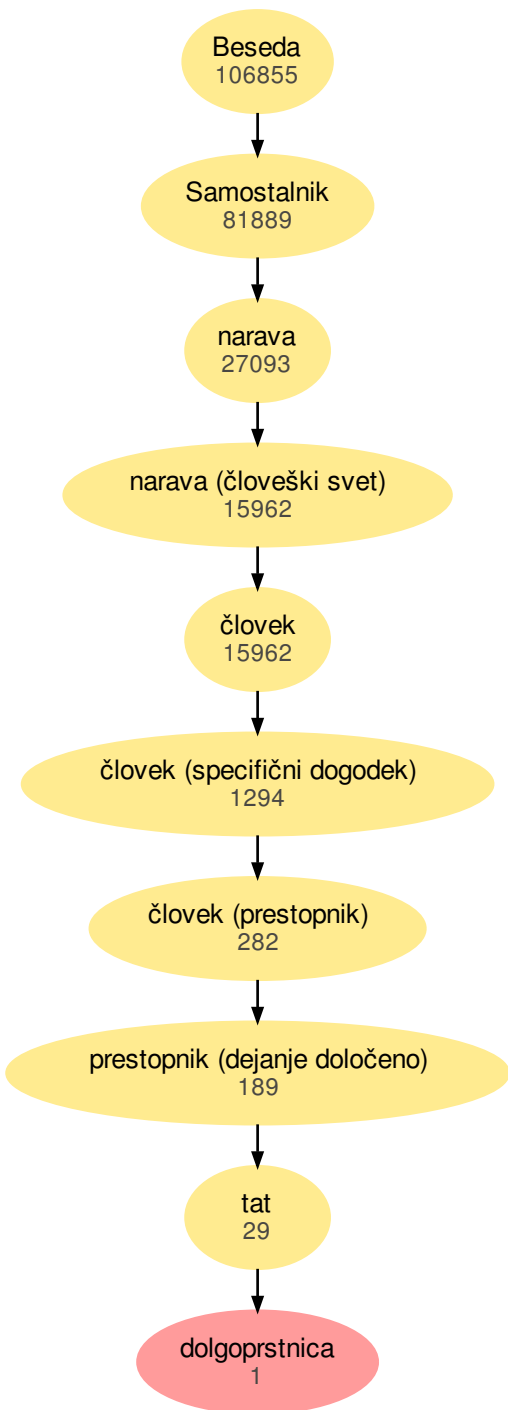 Beseda
106855
Samostalnik
81889
narava
27093
narava (človeški svet)
15962
človek
15962
človek (specifični dogodek)
1294
človek (prestopnik)
282
prestopnik (dejanje določeno)
189
tat
29
dolgoprstnica
1